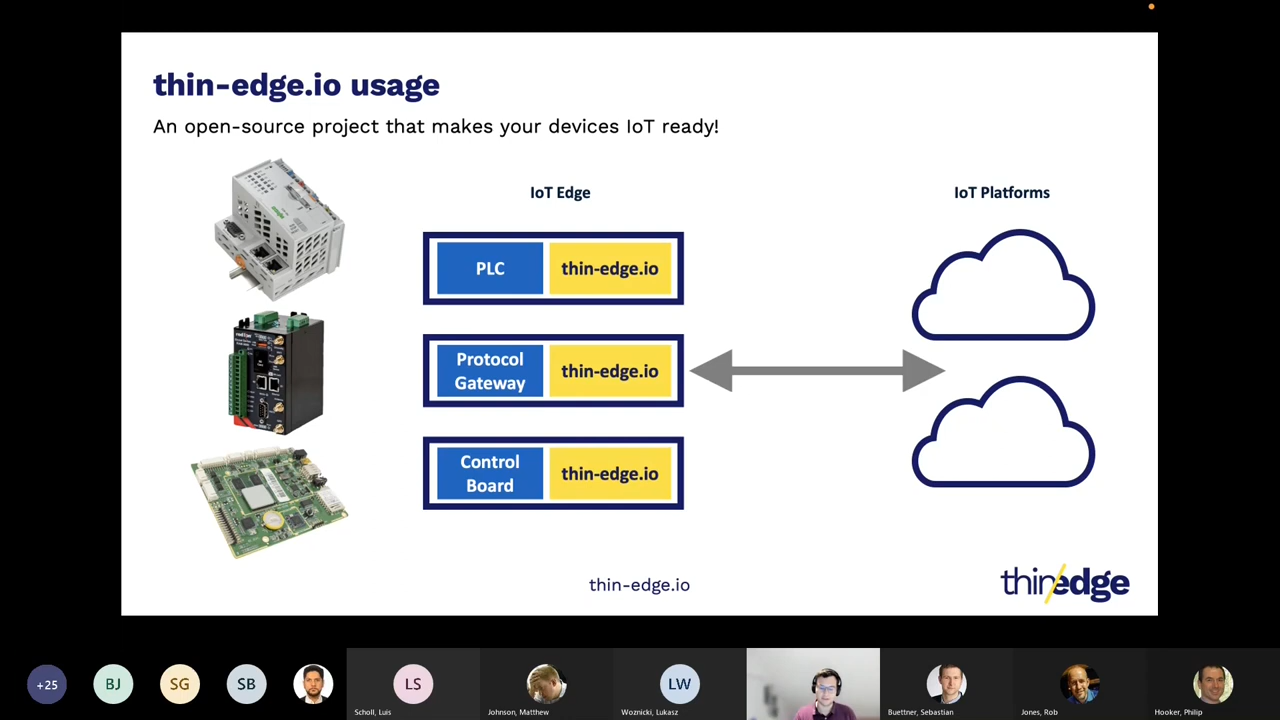 thin-edge.io usage
An open-source project that makes your devices IoT ready!
IoT Edge
IoT Platforms
PLC
thin-edge.io
Protocol
Gateway
thin-edge.io
Control
Board
thin-edge.io
thin-edge.io
thinedge
+25
BJ
SG
SB
LS
LW
Scholl, Luis
Johnson, Matthew
Woznicki, Lukasz
Buettner, Sebastian
Jones, Rob
Hooker, Philip